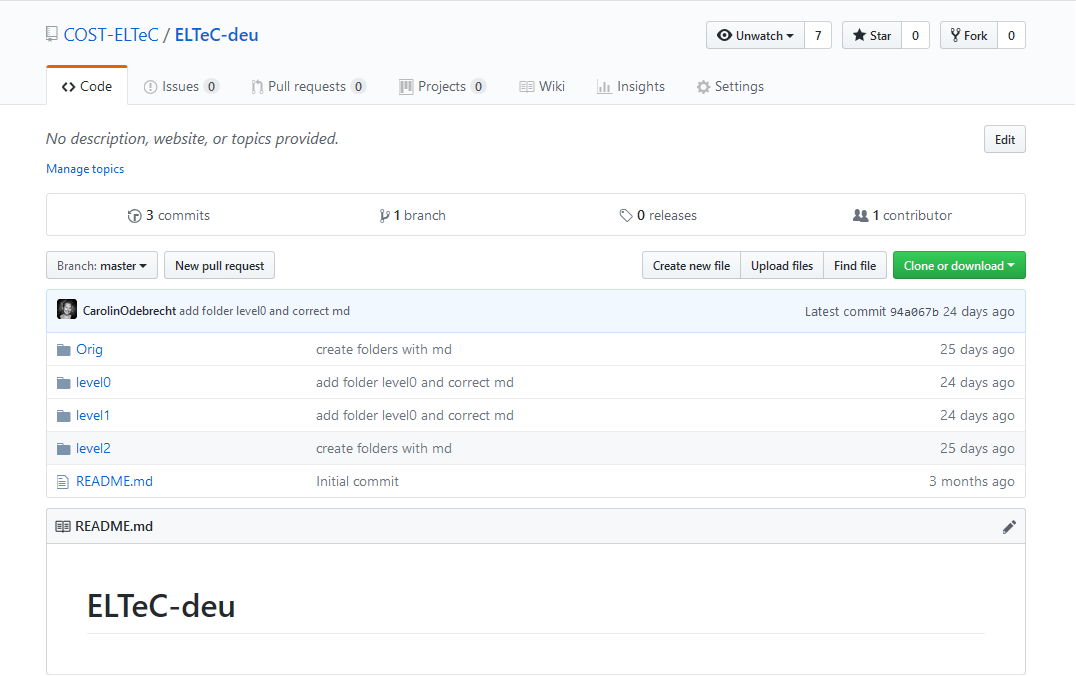 COST-ELTeC / ELTeC-deu Unwatch 7 Star 0 Fork 0
Code Issues 0 Pull requests 0 Projects 0 Wiki Insights Settings
No description, website, or topics provided. Edit
Manage topics
3 commits 1 branch 0 releases 1 contributor
Branch: master New pull request Create new file Upload files Find file Clone or download
CarolinOdebrecht add folder level0 and correct md Latest commit 94a067b 24 days ago
Orig create folders with md 25 days ago
level0 add folder level0 and correct md 24 days ago
level1 add folder level0 and correct md 24 days ago
level2 create folders with md 25 days ago
README.md Initial commit 3 months ago
README.md
ELTeC-deu